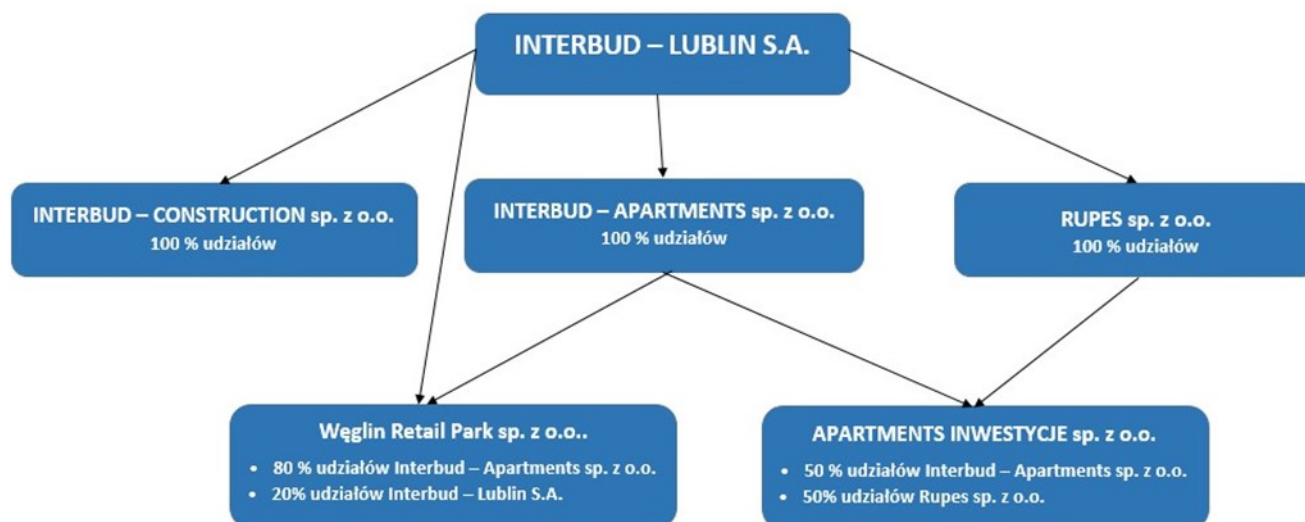 INTERBUD – LUBLIN S.A.
INTERBUD – CONSTRUCTION sp. z o.o.
100 % udziałów
INTERBUD – APARTMENTS sp. z o.o.
100 % udziałów
RUPES sp. z o.o.
100 % udziałów
Węglin Retail Park sp. z o.o..
• 80 % udziałów Interbud – Apartments sp. z o.o.
• 20% udziałów Interbud – Lublin S.A.
APARTMENTS INWESTYCJE sp. z o.o.
• 50 % udziałów Interbud – Apartments sp. z o.o.
• 50% udziałów Rupes sp. z o.o.